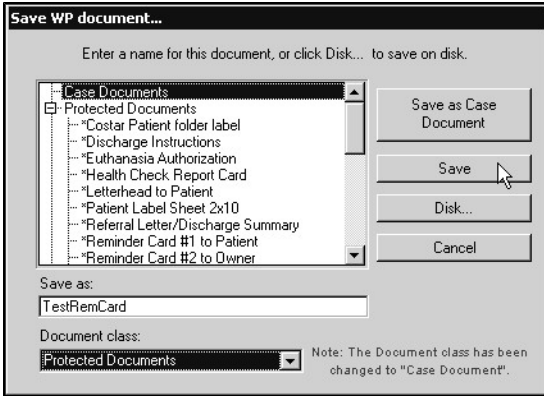 Save WP document...
Enter a name for this document, or click Disk... to save on disk.
Case Documents
Protected Documents
*Costar Patient folder label
*Discharge Instructions
*Euthanasia Authorization
*Health Check Report Card
*Letterhead to Patient
*Patient Label Sheet 2x10
*Referral Letter/Discharge Summary
*Reminder Card #1 to Patient
*Reminder Card #2 to Owner
Save as Case
Document
Save
Disk...
Cancel
Save as:
TestRemCard
Document class:
Protected Documents
Note: The Document class has been
changed to "Case Document".